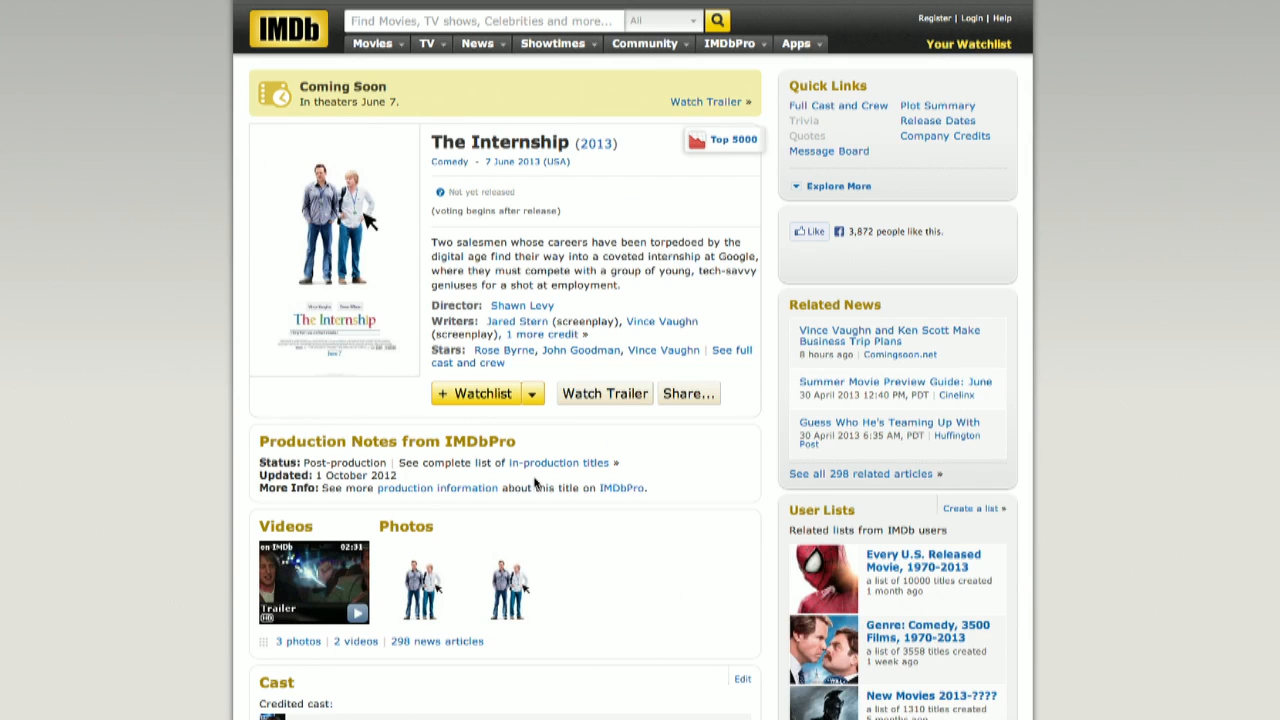 IMDb
Find Movies, TV shows, Celebrities and more...
All
Register | Login | Help
Movies
TV
News
Showtimes
Community
IMDbPro
Apps
Your Watchlist
Coming Soon
In theaters June 7.
Watch Trailer »
The Internship (2013)
Top 5000
Comedy - 7 June 2013 (USA)
Not yet released
(voting begins after release)
Two salesmen whose careers have been torpedoed by the
digital age find their way into a coveted internship at Google,
where they must compete with a group of young, tech-savvy
geniuses for a shot at employment.
Director: Shawn Levy
Writers: Jared Stern (screenplay), Vince Vaughn
(screenplay), 1 more credit »
Stars: Rose Byrne, John Goodman, Vince Vaughn | See full
cast and crew
+ Watchlist
Watch Trailer
Share...
The Internship
June 7
Production Notes from IMDbPro
Status: Post-production | See complete list of in-production titles »
Updated: 1 October 2012
More Info: See more production information about this title on IMDbPro.
Videos
Photos
on IMDb 02:31
Trailer
HD
3 photos | 2 videos | 298 news articles
Cast
Edit
Credited cast:
Quick Links
Full Cast and Crew
Plot Summary
Trivia
Release Dates
Quotes
Company Credits
Message Board
Explore More
Like
3,872 people like this.
Related News
Vince Vaughn and Ken Scott Make
Business Trip Plans
8 hours ago | Comingsoon.net
Summer Movie Preview Guide: June
30 April 2013 12:40 PM, PDT | Cinelinx
Guess Who He's Teaming Up With
30 April 2013 6:35 AM, PDT | Huffington
Post
See all 298 related articles »
User Lists
Create a list »
Related lists from IMDb users
Every U.S. Released
Movie, 1970-2013
a list of 10000 titles created
1 month ago
Genre: Comedy, 3500
Films, 1970-2013
a list of 3558 titles created
1 week ago
New Movies 2013-????
a list of 1310 titles created